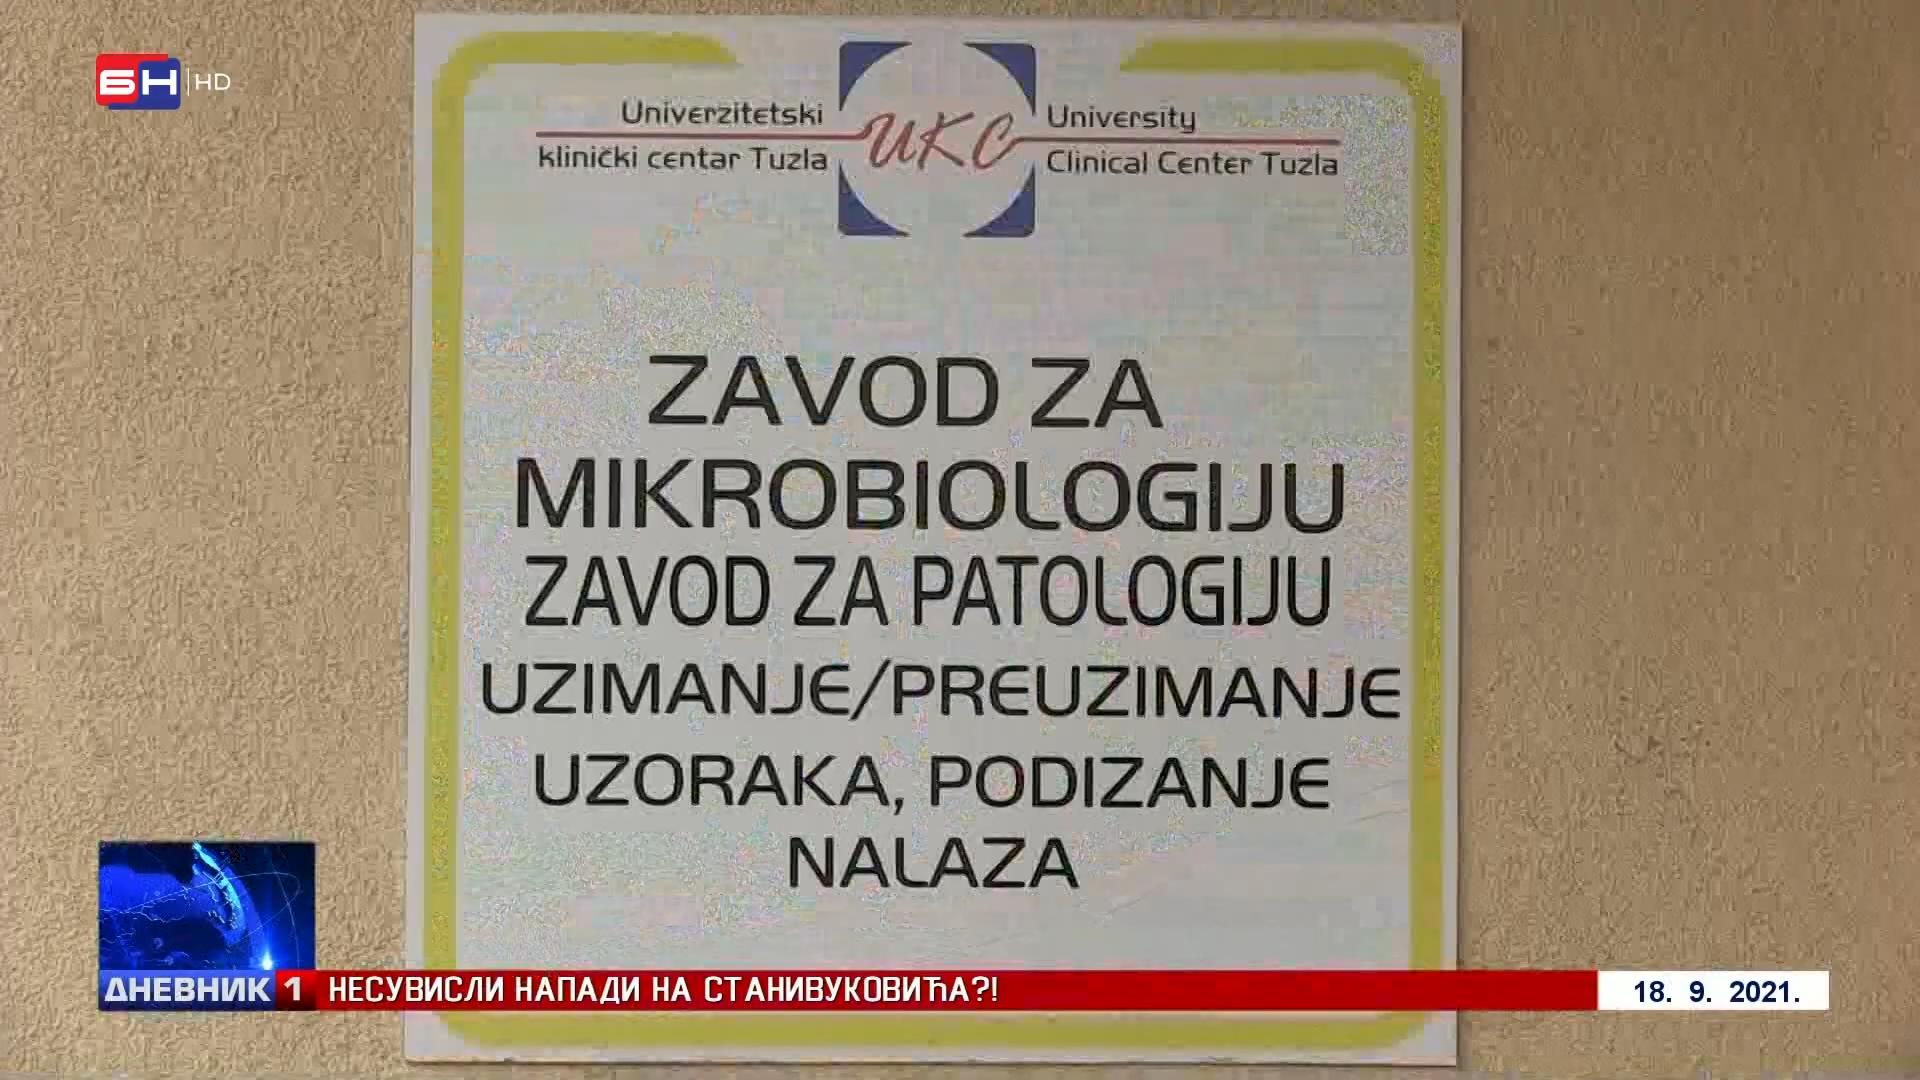 БН HD
Univerzitetski
klinički centar Tuzla
UKC
University
Clinical Center Tuzla
ZAVOD ZA
MIKROBIOLOGIJU
ZAVOD ZA PATOLOGIJU
UZIMANJE/PREUZIMANJE
UZORAKA, PODIZANJE
NALAZA
ДНЕВНИК 1 НЕСУВИСЛИ НАПАДИ НА СТАНИВУКОВИЋА?! 18. 9. 2021.